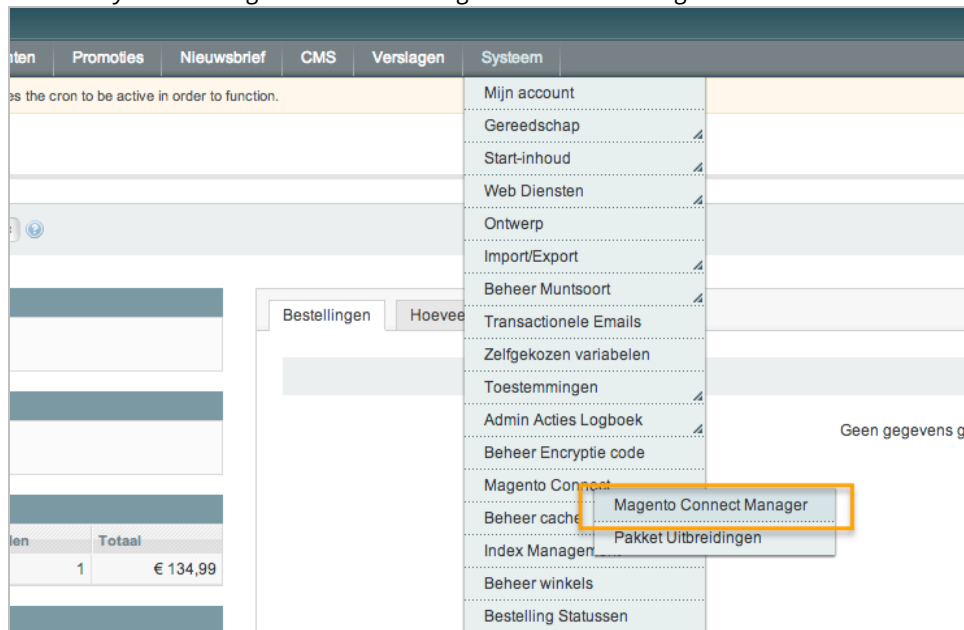 ten Promoties Nieuwsbrief CMS Verslagen Systeem
es the cron to be active in order to function.
Mijn account
Gereedschap
Start-inhoud
Web Diensten
Ontwerp
Import/Export
Beheer Muntsoort
Bestellingen Hoevee
Transactionele Emails
Zelfgekozen variabelen
Toestemmingen
Admin Acties Logboek
Geen gegevens g
Beheer Encryptie code
Magento Connect
Magento Connect Manager
Beheer cache
Pakket Uitbreidingen
Index Management
len Totaal
1 € 134,99
Beheer winkels
Bestelling Statussen